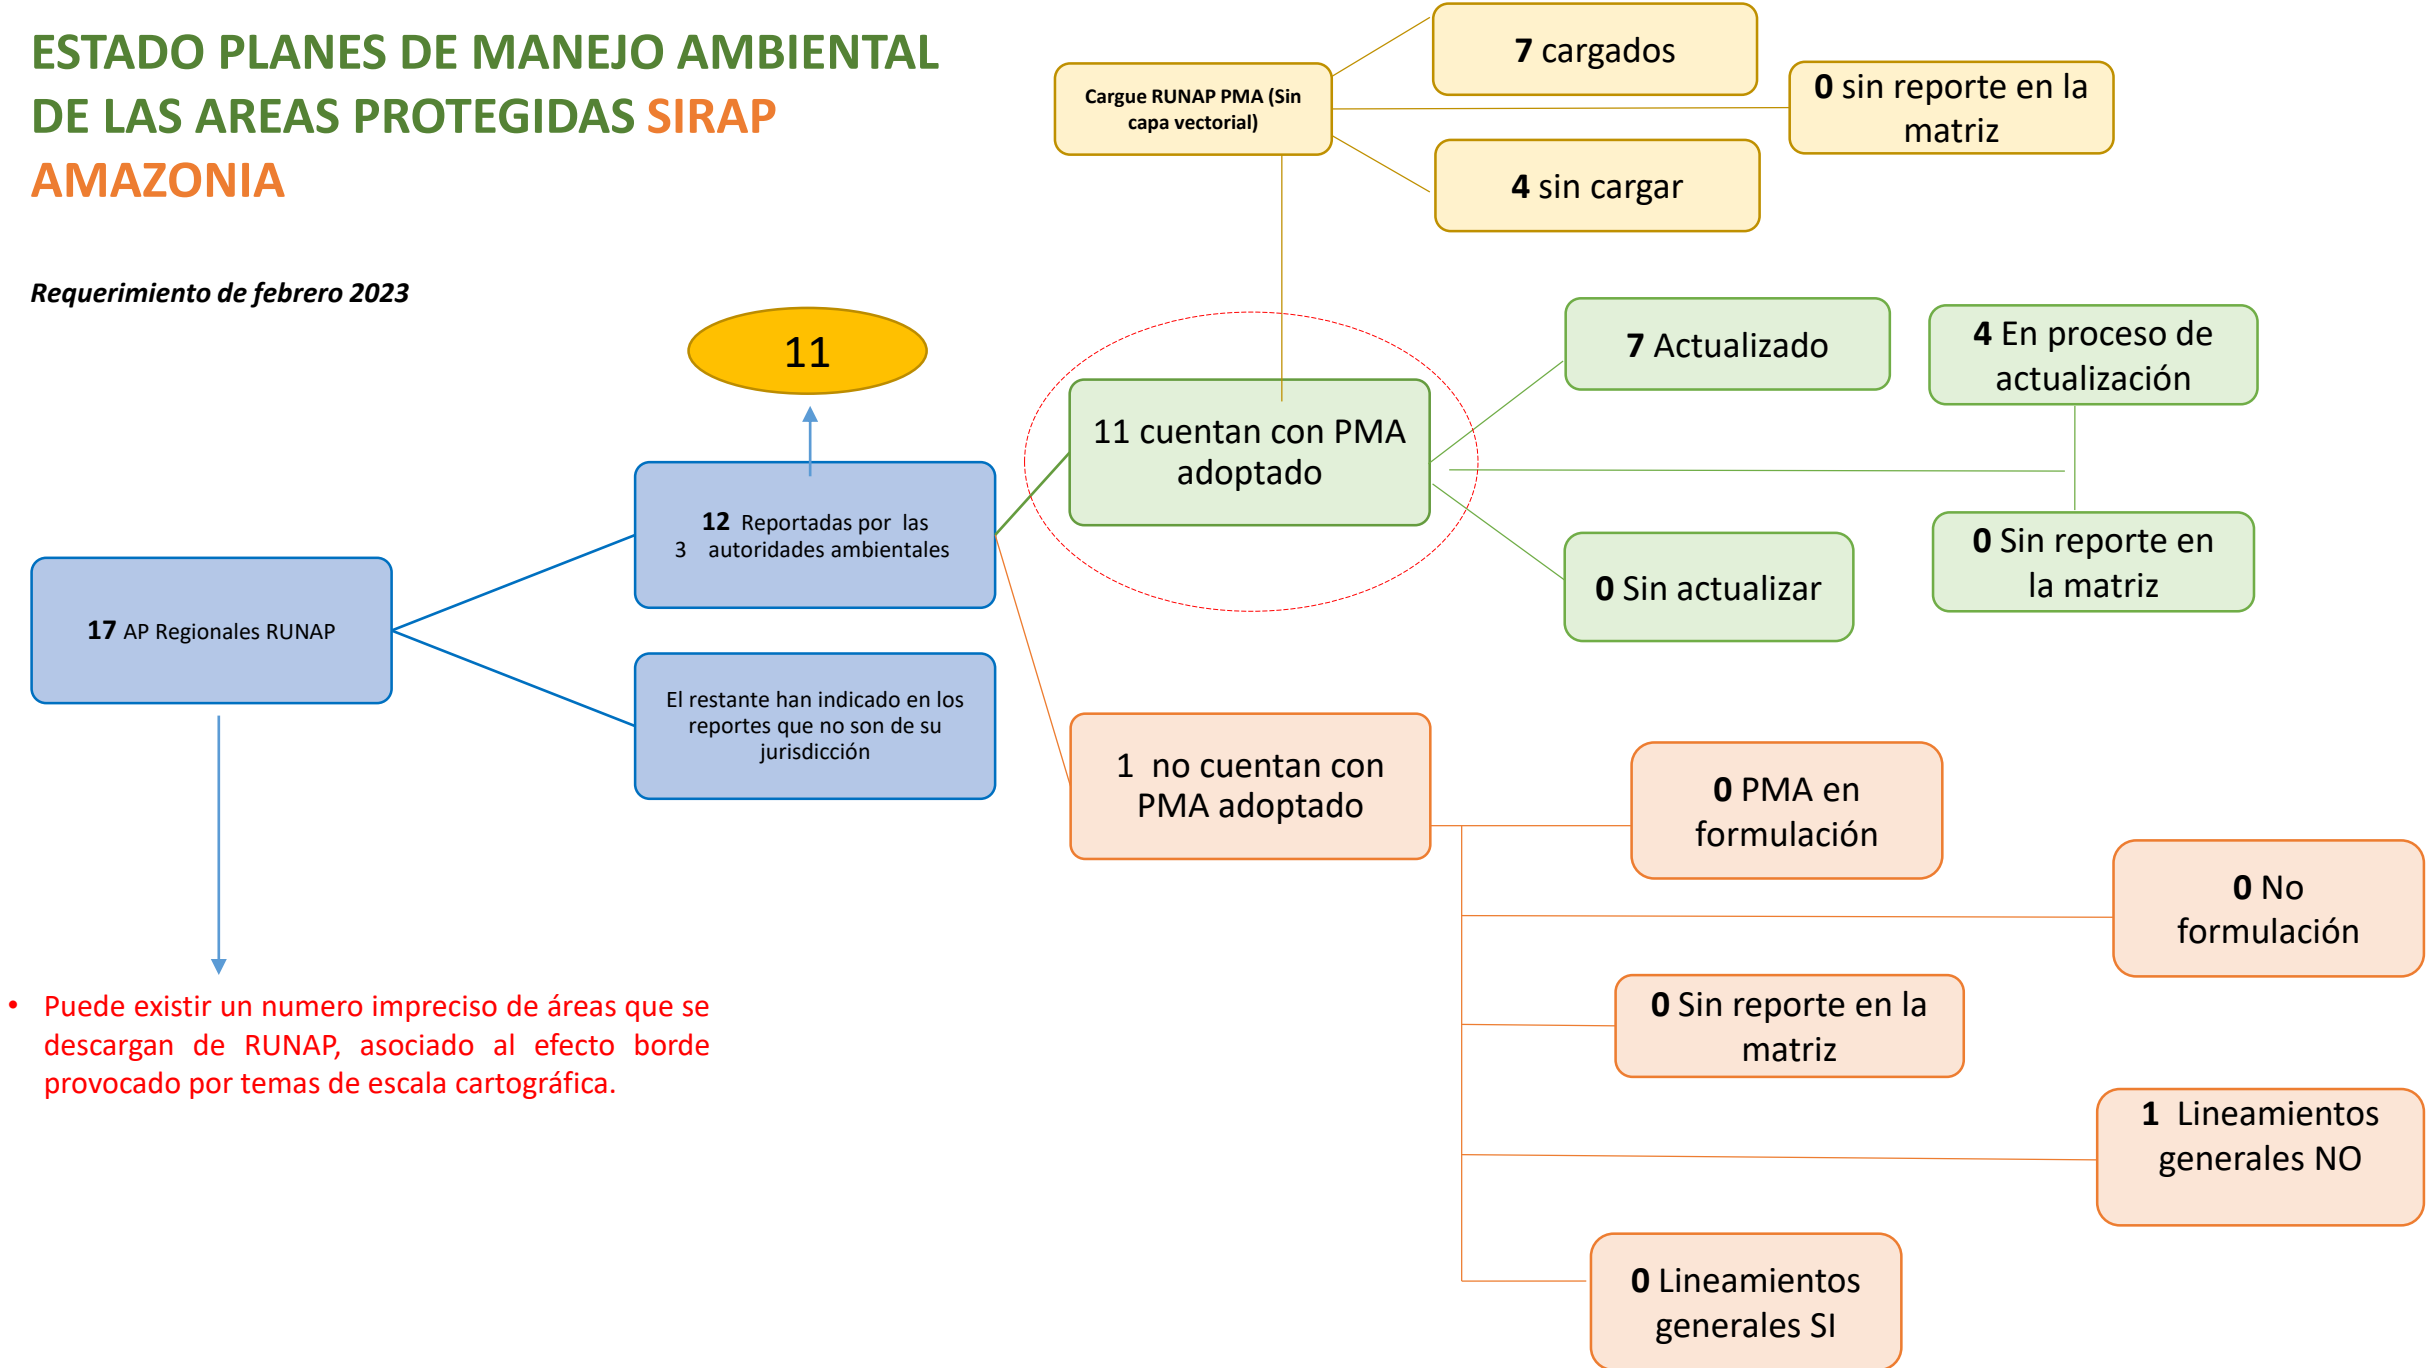 ESTADO PLANES DE MANEJO AMBIENTAL
DE LAS AREAS PROTEGIDAS SIRAP
AMAZONIA
Requerimiento de febrero 2023
Cargue RUNAP PMA (Sin
capa vectorial)
7 cargados
0 sin reporte en la
matriz
4 sin cargar
11
17 AP Regionales RUNAP
12 Reportadas por las
3 autoridades ambientales
El restante han indicado en los
reportes que no son de su
jurisdicción
11 cuentan con PMA
adoptado
7 Actualizado
4 En proceso de
actualización
0 Sin actualizar
0 Sin reporte en
la matriz
1 no cuentan con
PMA adoptado
0 PMA en
formulación
0 No
formulación
0 Sin reporte en la
matriz
1 Lineamientos
generales NO
0 Lineamientos
generales SI
• Puede existir un numero impreciso de áreas que se
descargan de RUNAP, asociado al efecto borde
provocado por temas de escala cartográfica.